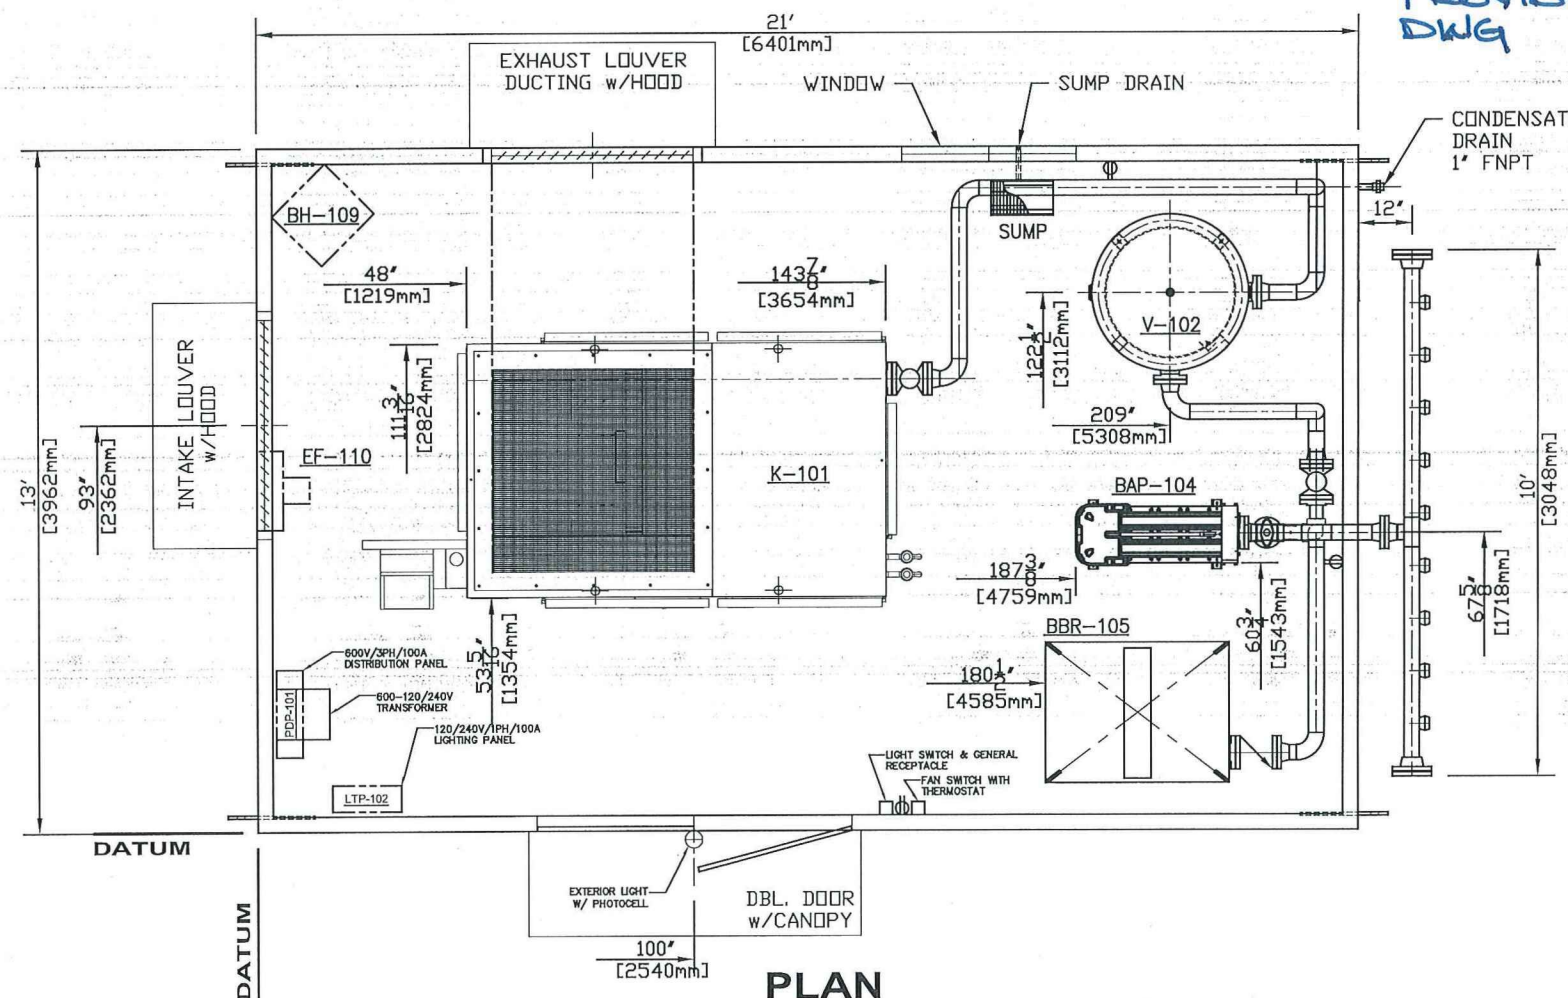 DWG
21'
[6401mm]
EXHAUST LOUVER
DUCTING w/HOOD
WINDOW
SUMP DRAIN
CONDENSAT
DRAIN
1" FNPT
12"
BH-109
SUMP
48"
[1219mm]
143 7/8"
[3654mm]
V-102
122 1/2"
[3112mm]
INTAKE LOUVER
w/HOOD
111 3/16"
[2824mm]
209"
[5308mm]
13'
[3962mm]
93"
[2362mm]
EF-110
K-101
BAP-104
10'
[3048mm]
187 3/8"
[4759mm]
67 5/8"
[1718mm]
BBR-105
60 3/4"
[1543mm]
600V/3PH/100A
DISTRIBUTION PANEL
53 5/16"
[1354mm]
180 1/2"
[4585mm]
PDP-101
600-120/240V
TRANSFORMER
120/240V/1PH/100A
LIGHTING PANEL
LIGHT SWITCH & GENERAL
RECEPTACLE
FAN SWITCH WITH
THERMOSTAT
LTP-102
DATUM
EXTERIOR LIGHT
W/ PHOTOCELL
DBL. DOOR
w/CANOPY
DATUM
100"
[2540mm]
PLAN